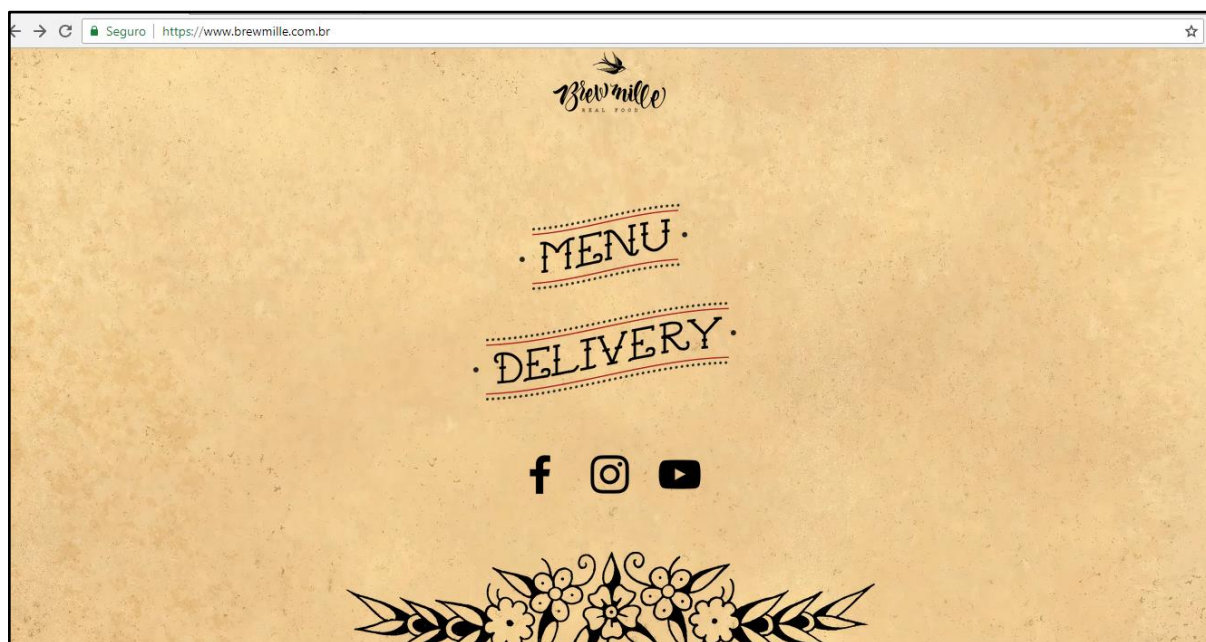 Seguro | https://www.brewmille.com.br
Brewmille
REAL FOOD
· MENU ·
· DELIVERY ·